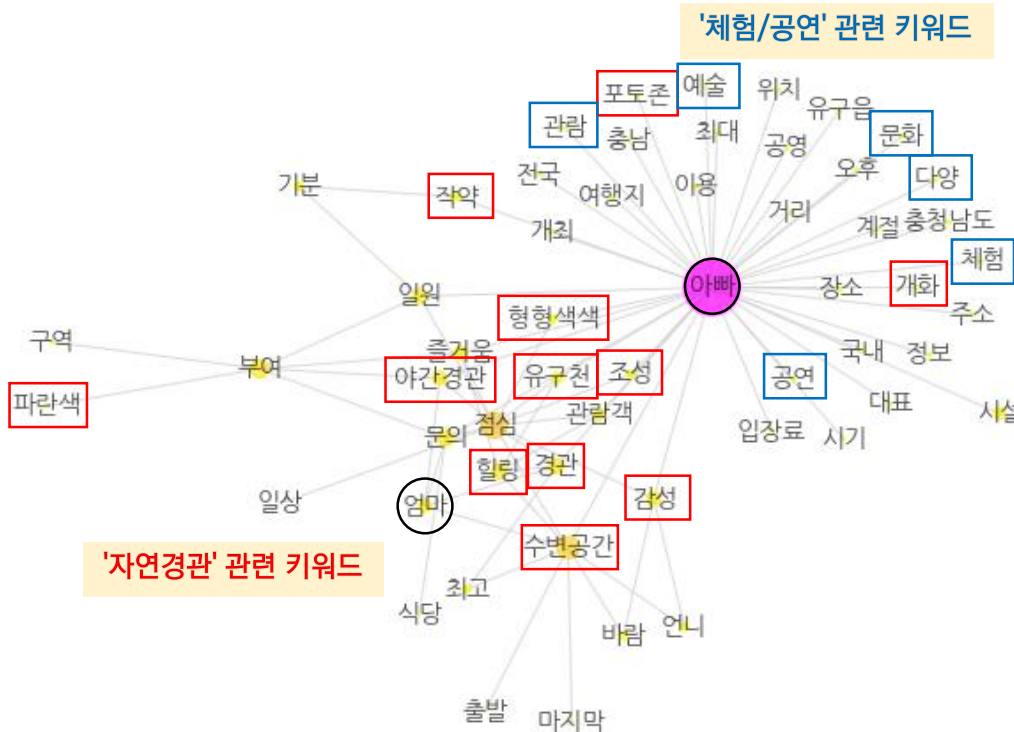 '체험/공연' 관련 키워드
포토존
예술
위치
유구읍
관람
충남
최대
공영
문화
전국
여행지
이용
오후
다양
기분
작약
개최
거리
계절
충청남도
체험
일원
아빠
장소
개화
주소
형형색색
구역
부여
즐거움
야간경관
유구천
조성
국내
정보
공연
파란색
관람객
대표
시설
점심
문의
입장료
시기
힐링
경관
일상
엄마
감성
수변공간
'자연경관' 관련 키워드
최고
식당
바람
언니
출발
마지막